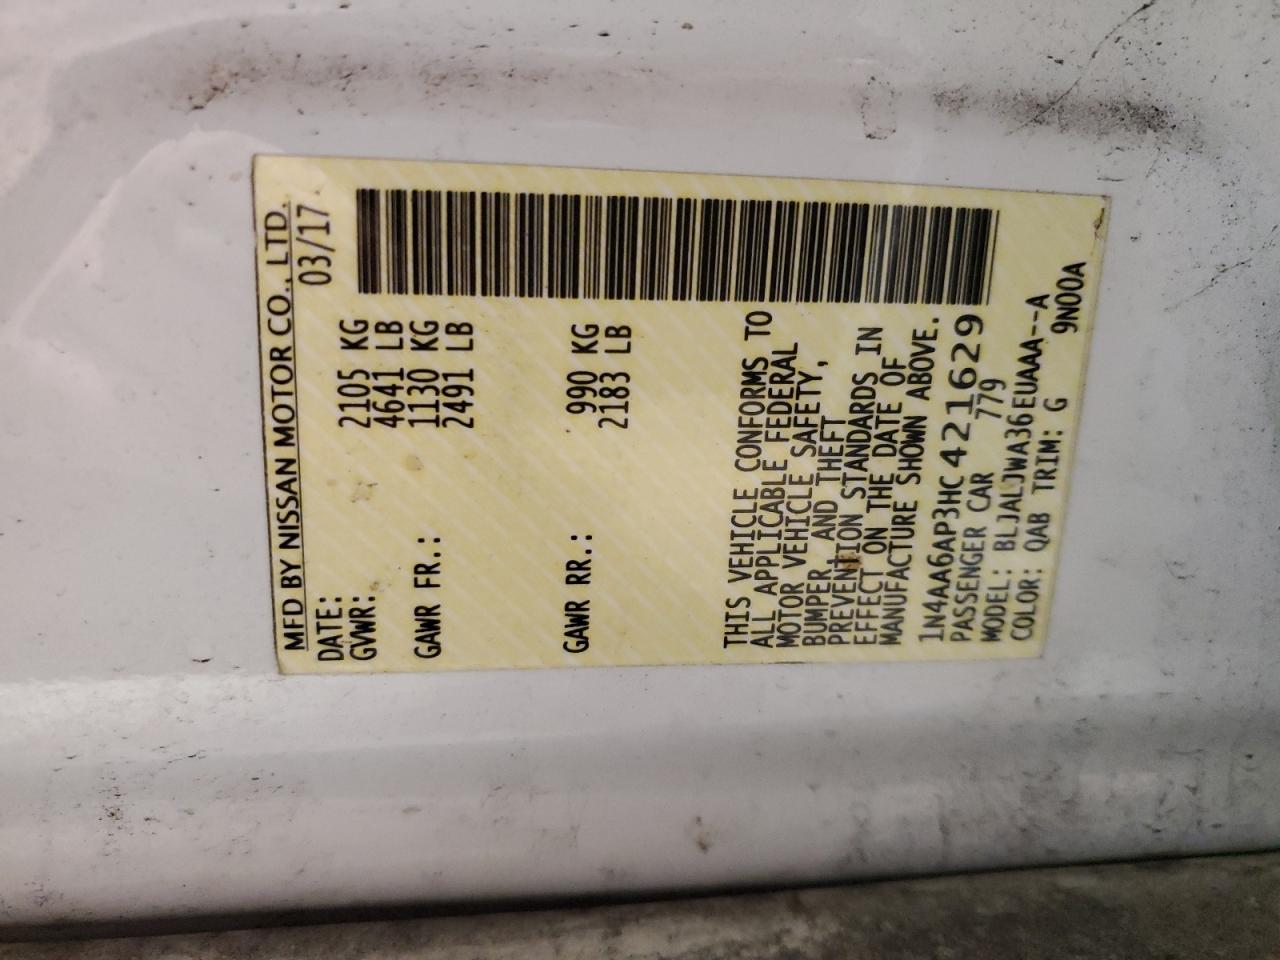 MFD BY NISSAN MOTOR CO., LTD.
DATE: 03/17
GVWR: 2105 KG
4641 LB
GAWR FR.: 1130 KG
2491 LB
GAWR RR.: 990 KG
2183 LB
THIS VEHICLE CONFORMS TO
ALL APPLICABLE FEDERAL
MOTOR VEHICLE SAFETY,
BUMPER, AND THEFT
PREVENTION STANDARDS IN
EFFECT ON THE DATE OF
MANUFACTURE SHOWN ABOVE.
1N4AA6AP3HC421629
PASSENGER CAR 779
MODEL: BLJALJWA36EUAAA--A
COLOR: QAB TRIM: G 9N00A